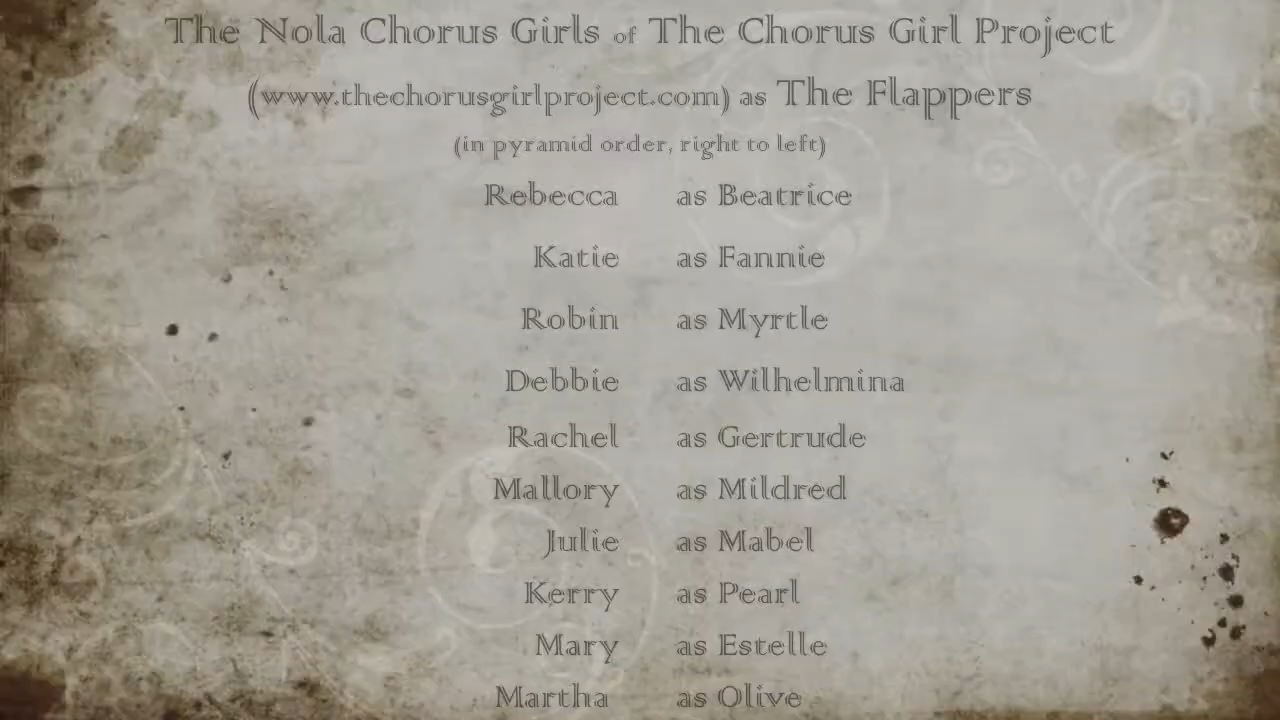 The Nola Chorus Girls of The Chorus Girl Project
(www.thechorusgirlproject.com) as The Flappers
(in pyramid order, right to left)
Rebecca as Beatrice
Katie as Fannie
Robin as Myrtle
Debbie as Wilhelmina
Rachel as Gertrude
Mallory as Mildred
Julie as Mabel
Kerry as Pearl
Mary as Estelle
Martha as Olive